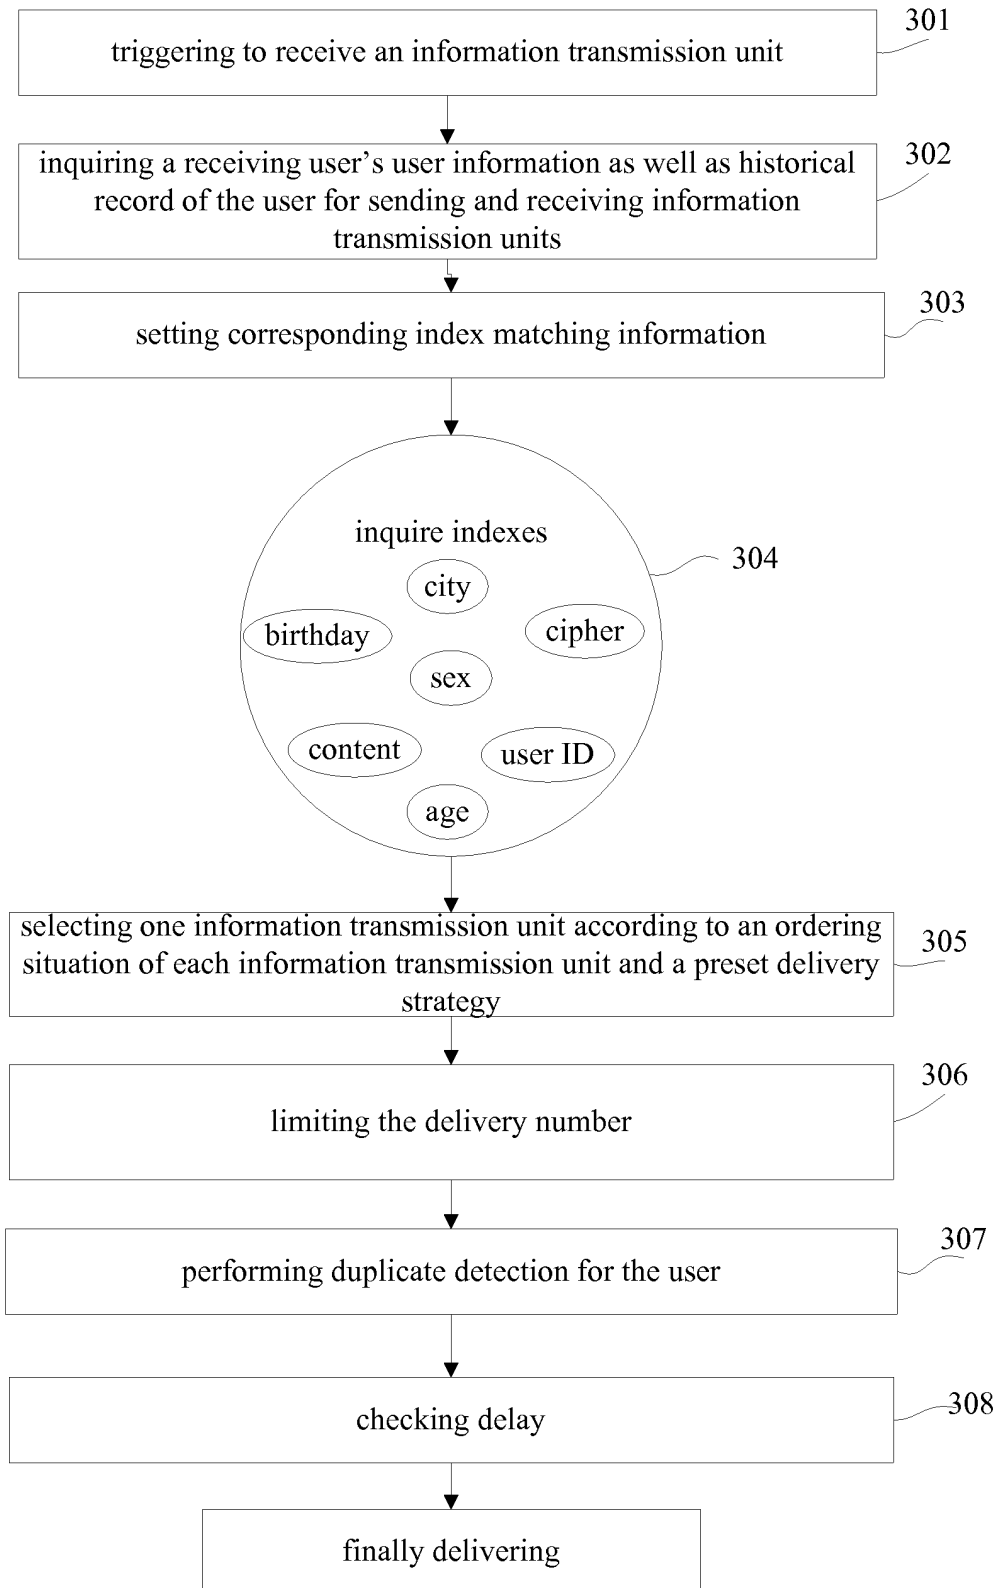 301
triggering to receive an information transmission unit
302
inquiring a receiving user's user information as well as historical
record of the user for sending and receiving information
transmission units
303
setting corresponding index matching information
304
inquire indexes
city
birthday
cipher
sex
content
user ID
age
305
selecting one information transmission unit according to an ordering
situation of each information transmission unit and a preset delivery
strategy
306
limiting the delivery number
307
performing duplicate detection for the user
308
checking delay
finally delivering